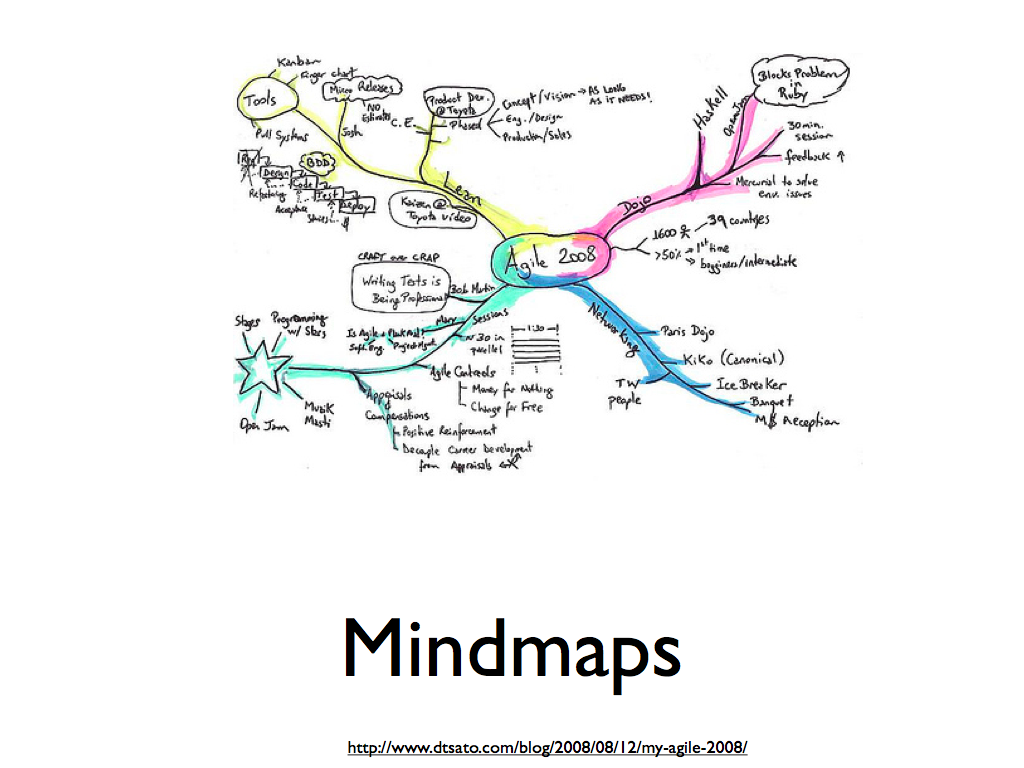 Kanban
Finger chart
Tools
Pull Systems
Micro Releases
No
Estimates
Josh
C.E.
Product Dev.
@Toyota
Phased
Concept/Vision → AS LONG
AS IT NEEDS!
Eng./Design
Production/Sales
BDD
Design
Code
Test
Deploy
Refactoring
Lean
Kaizen @
Toyota video
Haskell
Blocks Problem
in
Ruby
30 min.
session
feedback ↑
Mercurial to solve
env. issues
Dojo
Agile 2008
1600
39 countries
>50% → 1st time
→ begginers/intermediate
CRAFT over CRAP
Writing Tests is
Being Professional
Bob Martin
Mary
Sessions
Is Agile +
Soft. Eng.
Project Mgmt.
~30 in
parallel
1:30
Agile Contracts
Money for Nothing
Change for Free
Stages
Programming
w/ Stars
Open Jam
Musik
Masti
Appraisals
Compensations
Positive Reinforcement
Decouple Career Development
from Appraisals
Networking
Paris Dojo
Kiko (Canonical)
TW
people
Ice Breaker
Banquet
M$ Reception
Mindmaps
http://www.dtsato.com/blog/2008/08/12/my-agile-2008/